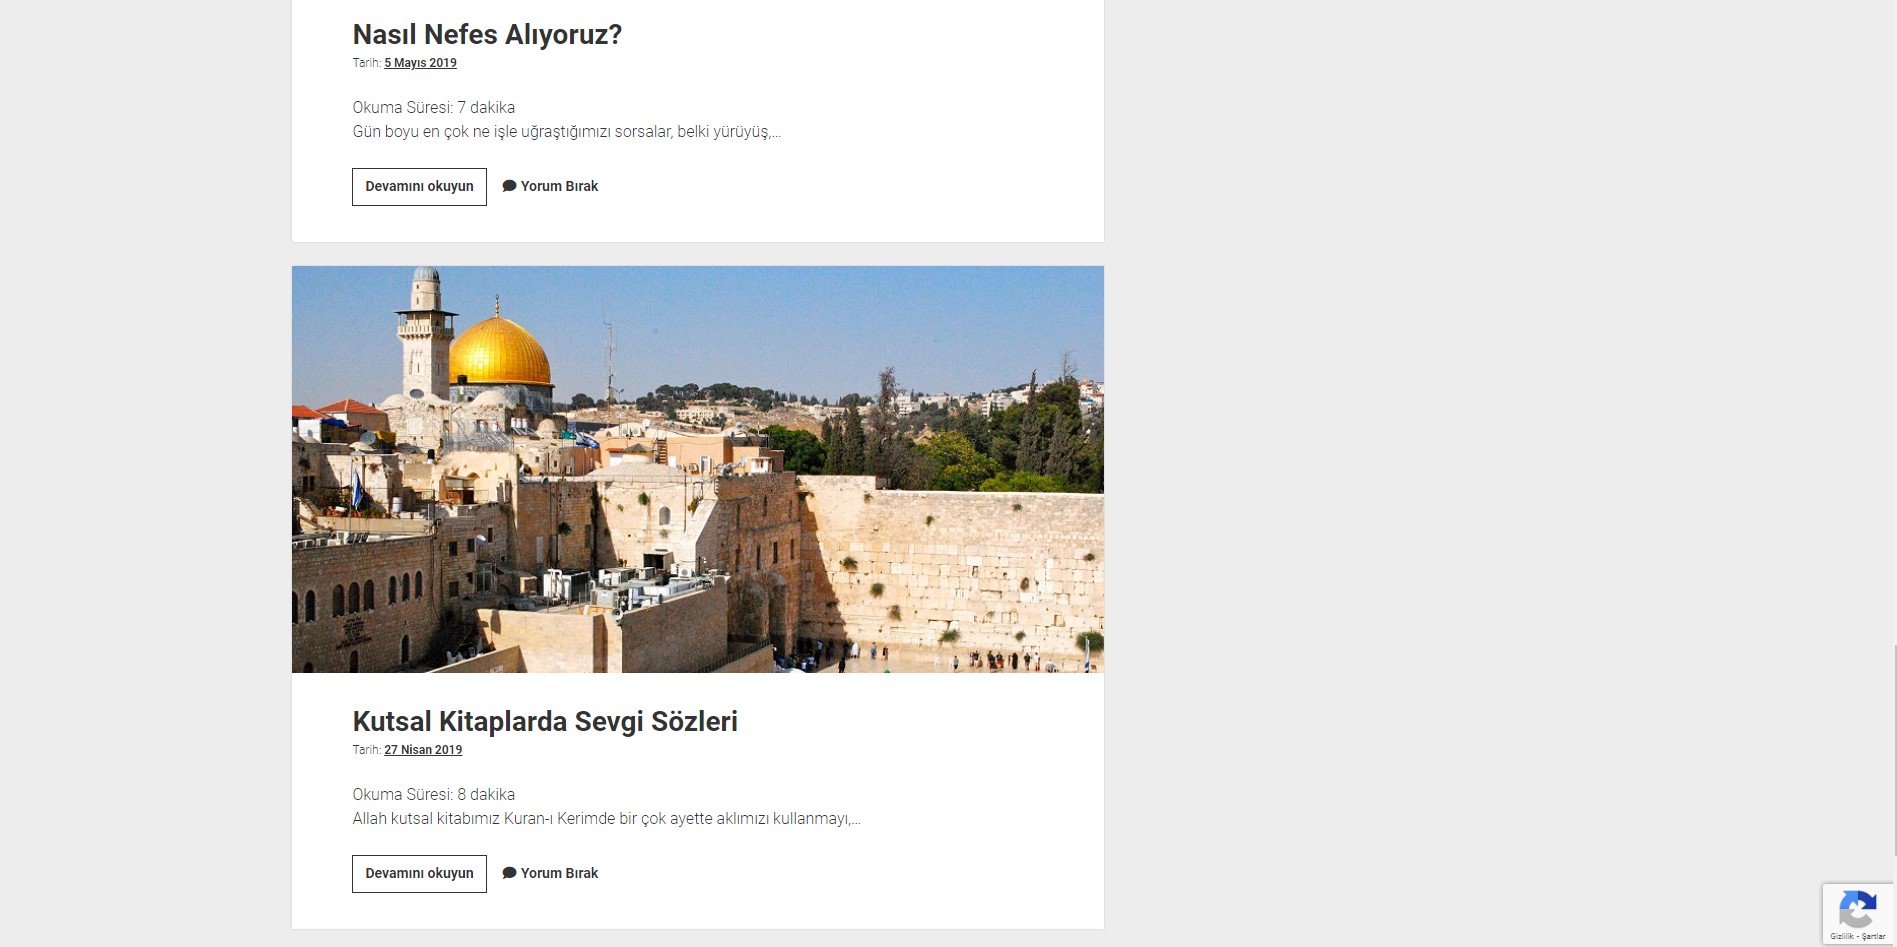 Nasıl Nefes Alıyoruz?
Tarih: 5 Mayıs 2019
Okuma Süresi: 7 dakika
Gün boyu en çok ne işle uğraştığımızı sorsalar, belki yürüyüş,...
Devamını okuyun Yorum Bırak
Kutsal Kitaplarda Sevgi Sözleri
Tarih: 27 Nisan 2019
Okuma Süresi: 8 dakika
Allah kutsal kitabımız Kuran-ı Kerimde bir çok ayette aklımızı kullanmayı,...
Devamını okuyun Yorum Bırak
Gizlilik - Şartlar